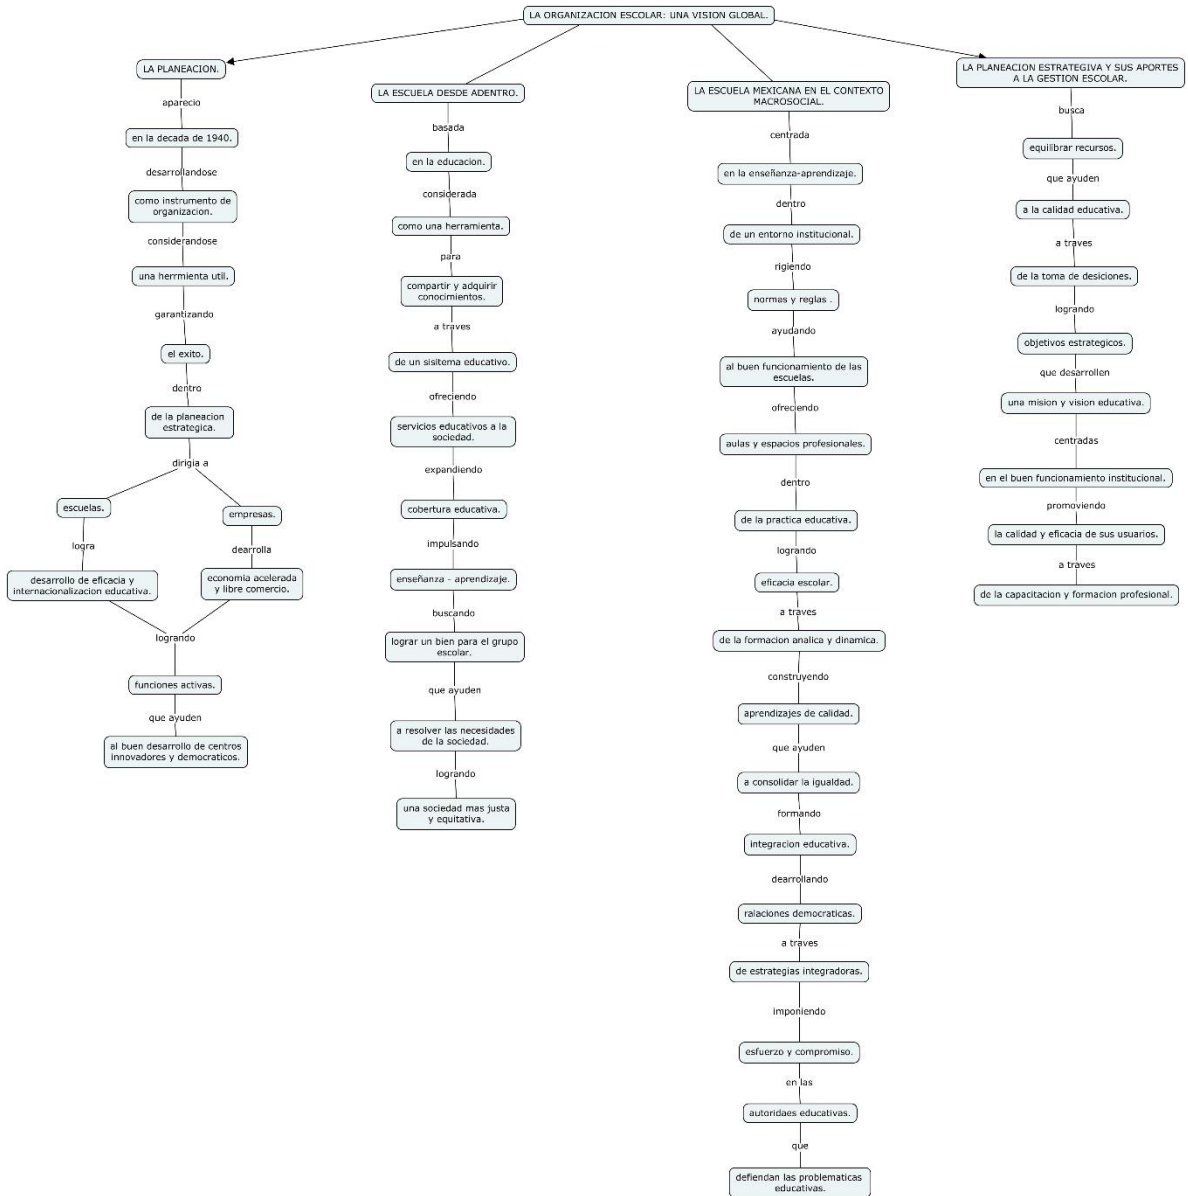 LA ORGANIZACION ESCOLAR: UNA VISION GLOBAL.
LA PLANEACION.
aparecio
en la decada de 1940.
desarrollandose
como instrumento de
organizacion.
considerandose
una herrmienta util.
garantizando
el exito.
dentro
de la planeacion
estrategica.
dirigia a
escuelas.
logra
desarrollo de eficacia y
internacionalizacion educativa.
empresas.
dearrolla
economia acelerada
y libre comercio.
logrando
funciones activas.
que ayuden
al buen desarrollo de centros
innovadores y democraticos.
LA ESCUELA DESDE ADENTRO.
basada
en la educacion.
considerada
como una herramienta.
para
compartir y adquirir
conocimientos.
a traves
de un sisitema educativo.
ofreciendo
servicios educativos a la
sociedad.
expandiendo
cobertura educativa.
impulsando
enseñanza - aprendizaje.
buscando
lograr un bien para el grupo
escolar.
que ayuden
a resolver las necesidades
de la sociedad.
logrando
una sociedad mas justa
y equitativa.
LA ESCUELA MEXICANA EN EL CONTEXTO
MACROSOCIAL.
centrada
en la enseñanza-aprendizaje.
dentro
de un entorno institucional.
rigiendo
normas y reglas .
ayudando
al buen funcionamiento de las
escuelas.
ofreciendo
aulas y espacios profesionales.
dentro
de la practica educativa.
logrando
eficacia escolar.
a traves
de la formacion analica y dinamica.
construyendo
aprendizajes de calidad.
que ayuden
a consolidar la igualdad.
formando
integracion educativa.
dearrollando
ralaciones democraticas.
a traves
de estrategias integradoras.
imponiendo
esfuerzo y compromiso.
en las
autoridaes educativas.
que
defiendan las problematicas
educativas.
LA PLANEACION ESTRATEGIVA Y SUS APORTES
A LA GESTION ESCOLAR.
busca
equilibrar recursos.
que ayuden
a la calidad educativa.
a traves
de la toma de desiciones.
logrando
objetivos estrategicos.
que desarrollen
una mision y vision educativa.
centradas
en el buen funcionamiento institucional.
promoviendo
la calidad y eficacia de sus usuarios.
a traves
de la capacitacion y formacion profesional.